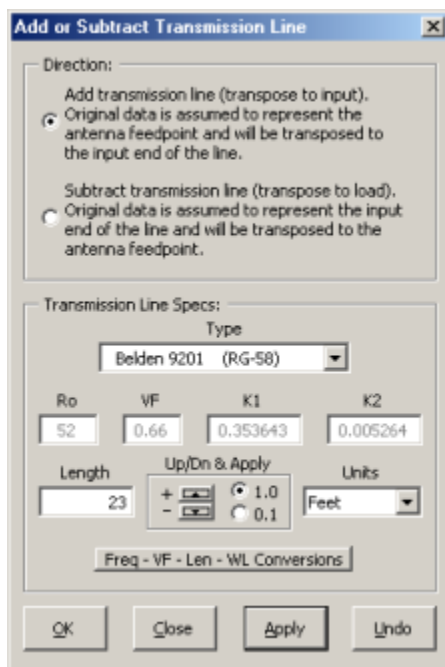 Add or Subtract Transmission Line
Direction:
Add transmission line (transpose to input).
Original data is assumed to represent the
antenna feedpoint and will be transposed to
the input end of the line.
Subtract transmission line (transpose to load).
Original data is assumed to represent the input
end of the line and will be transposed to the
antenna feedpoint.
Transmission Line Specs:
Type
Belden 9201 (RG-58)
Ro VF K1 K2
52 0.66 0.353643 0.005264
Length Up/Dn & Apply Units
23 + 1.0 Feet
- 0.1
Freq - VF - Len - WL Conversions
OK Close Apply Undo